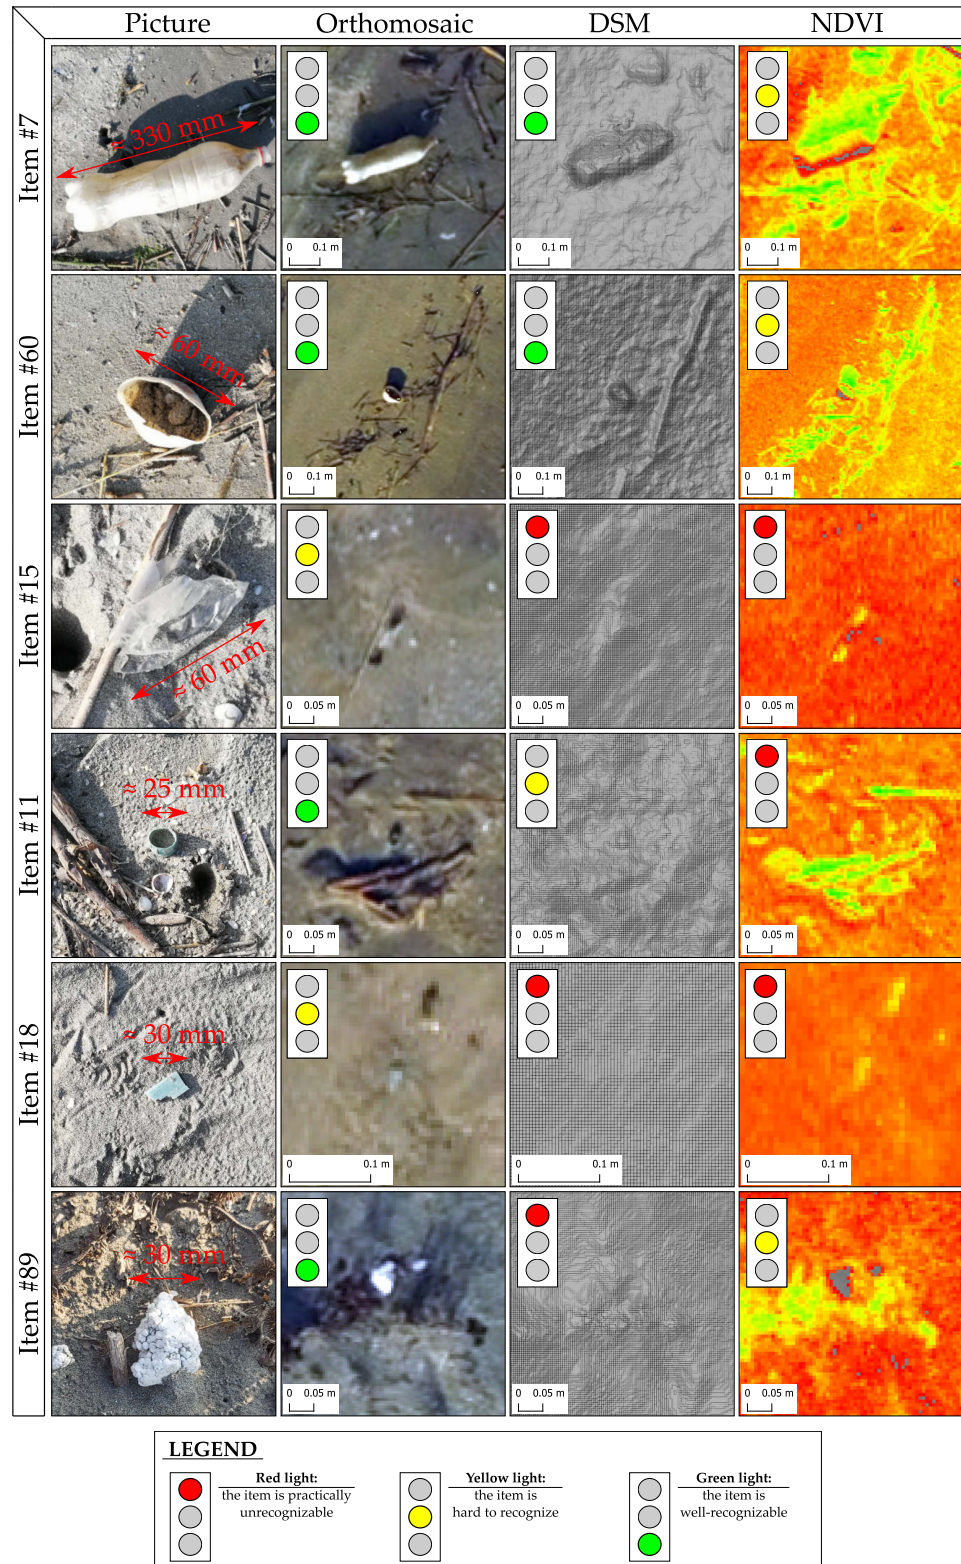 Picture Orthomosaic DSM NDVI
Item #7
≈ 330 mm
0 0.1 m
0 0.1 m
0 0.1 m
Item #60
≈ 60 mm
0 0.1 m
0 0.1 m
0 0.1 m
Item #15
≈ 60 mm
0 0.05 m
0 0.05 m
0 0.05 m
Item #11
≈ 25 mm
0 0.05 m
0 0.05 m
0 0.05 m
Item #18
≈ 30 mm
0 0.1 m
0 0.1 m
0 0.1 m
Item #89
≈ 30 mm
0 0.05 m
0 0.05 m
0 0.05 m
LEGEND
Red light:
the item is practically
unrecognizable
Yellow light:
the item is
hard to recognize
Green light:
the item is
well-recognizable